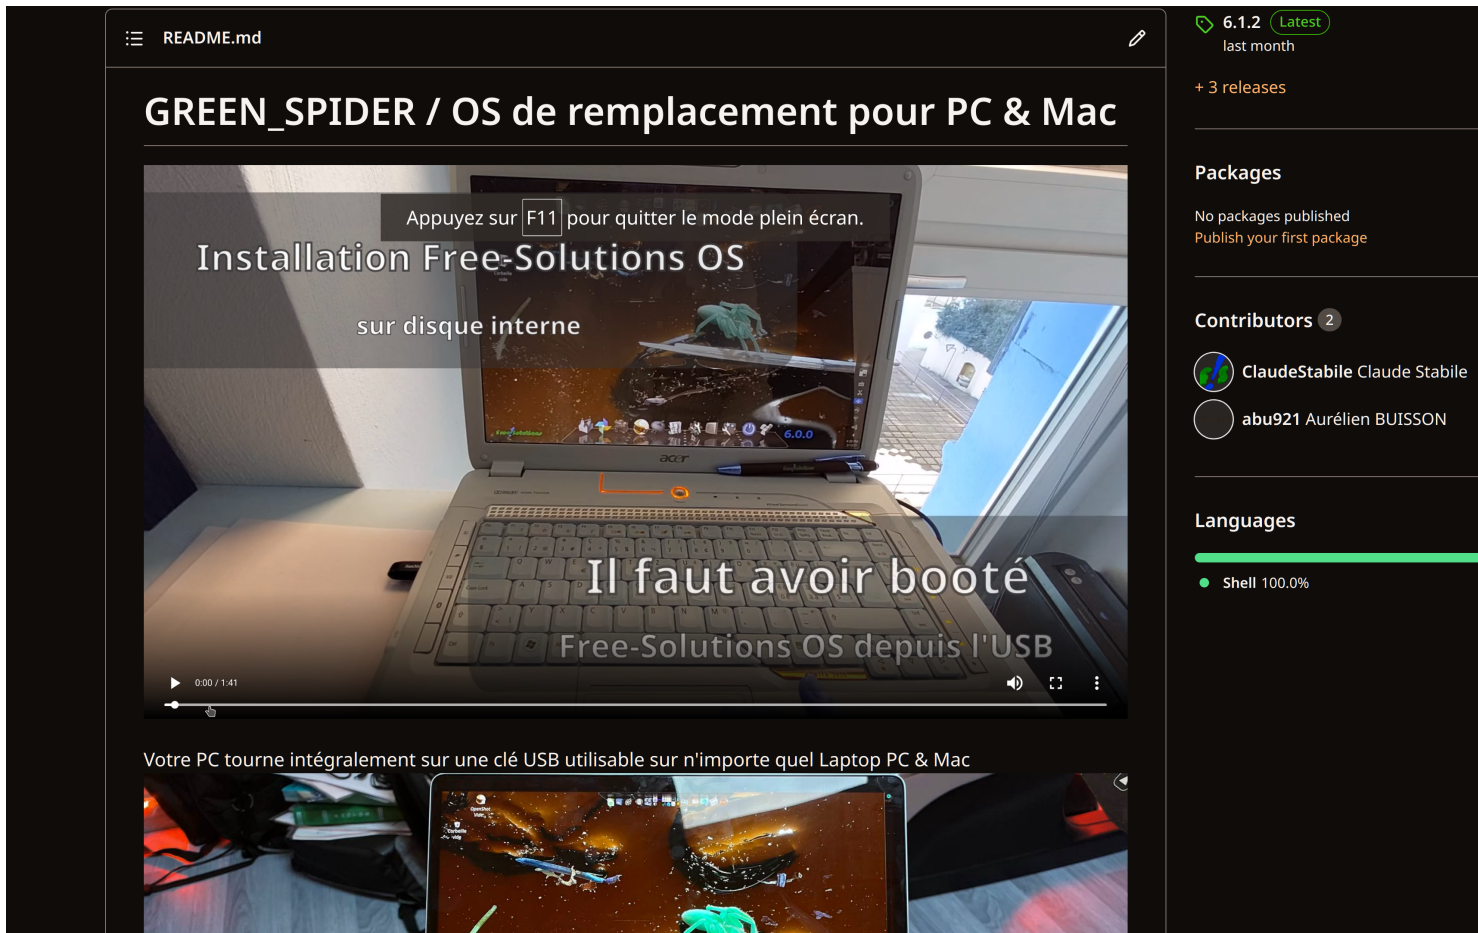 README.md
GREEN_SPIDER / OS de remplacement pour PC & Mac
Appuyez sur F11 pour quitter le mode plein écran.
Installation Free-Solutions OS
sur disque interne
6.0.0
acer
Il faut avoir booté
Free-Solutions OS depuis l'USB
0:00 / 1:41
Votre PC tourne intégralement sur une clé USB utilisable sur n'importe quel Laptop PC & Mac
OpenShot
Corbeille
vide
6.1.2 Latest
last month
+ 3 releases
Packages
No packages published
Publish your first package
Contributors 2
ClaudeStabile Claude Stabile
abu921 Aurélien BUISSON
Languages
Shell 100.0%